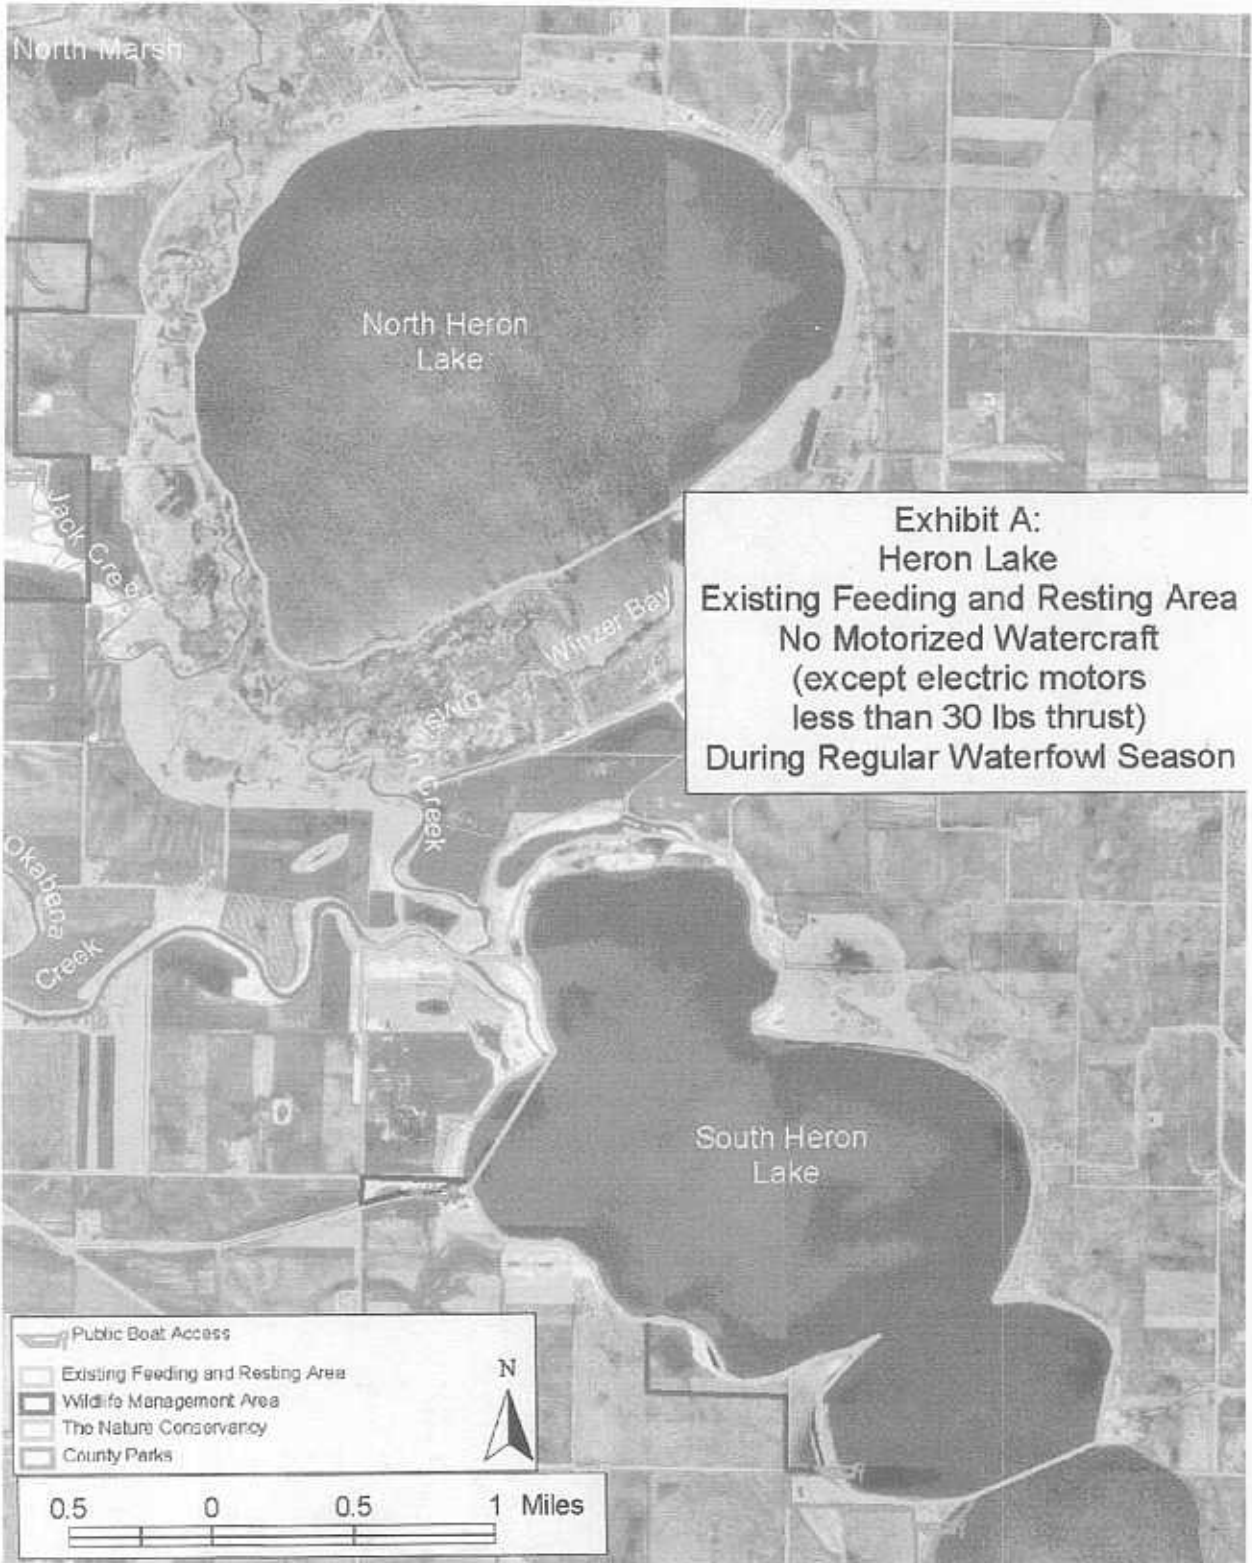 North Marsh
North Heron
Lake
Jack Creek
Exhibit A:
Heron Lake
Existing Feeding and Resting Area
No Motorized Watercraft
(except electric motors
less than 30 lbs thrust)
During Regular Waterfowl Season
Winzer Bay
Creek
Okabena
Creek
South Heron
Lake
Public Boat Access
Existing Feeding and Resting Area
Wildlife Management Area
The Nature Conservancy
County Parks
N
0.5 0 0.5 1 Miles